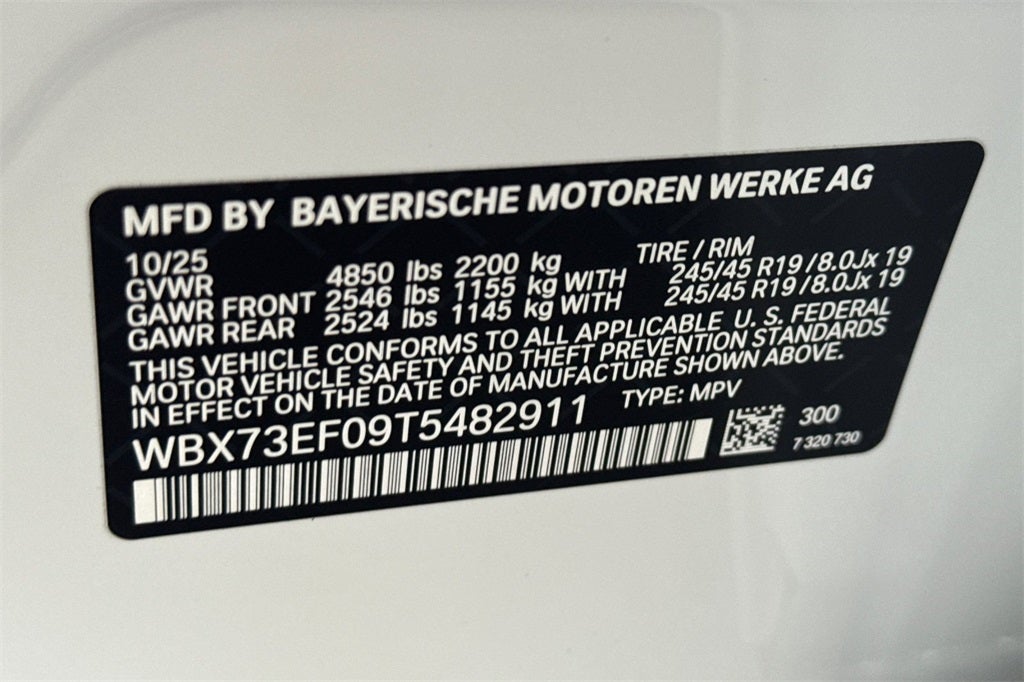 MFD BY BAYERISCHE MOTOREN WERKE AG
10/25 TIRE / RIM
GVWR 4850 lbs 2200 kg
GAWR FRONT 2546 lbs 1155 kg WITH 245/45 R19 / 8.0Jx 19
GAWR REAR 2524 lbs 1145 kg WITH 245/45 R19 / 8.0Jx 19
THIS VEHICLE CONFORMS TO ALL APPLICABLE U. S. FEDERAL
MOTOR VEHICLE SAFETY AND THEFT PREVENTION STANDARDS
IN EFFECT ON THE DATE OF MANUFACTURE SHOWN ABOVE.
WBX73EF09T5482911 TYPE: MPV
300
7 320 730